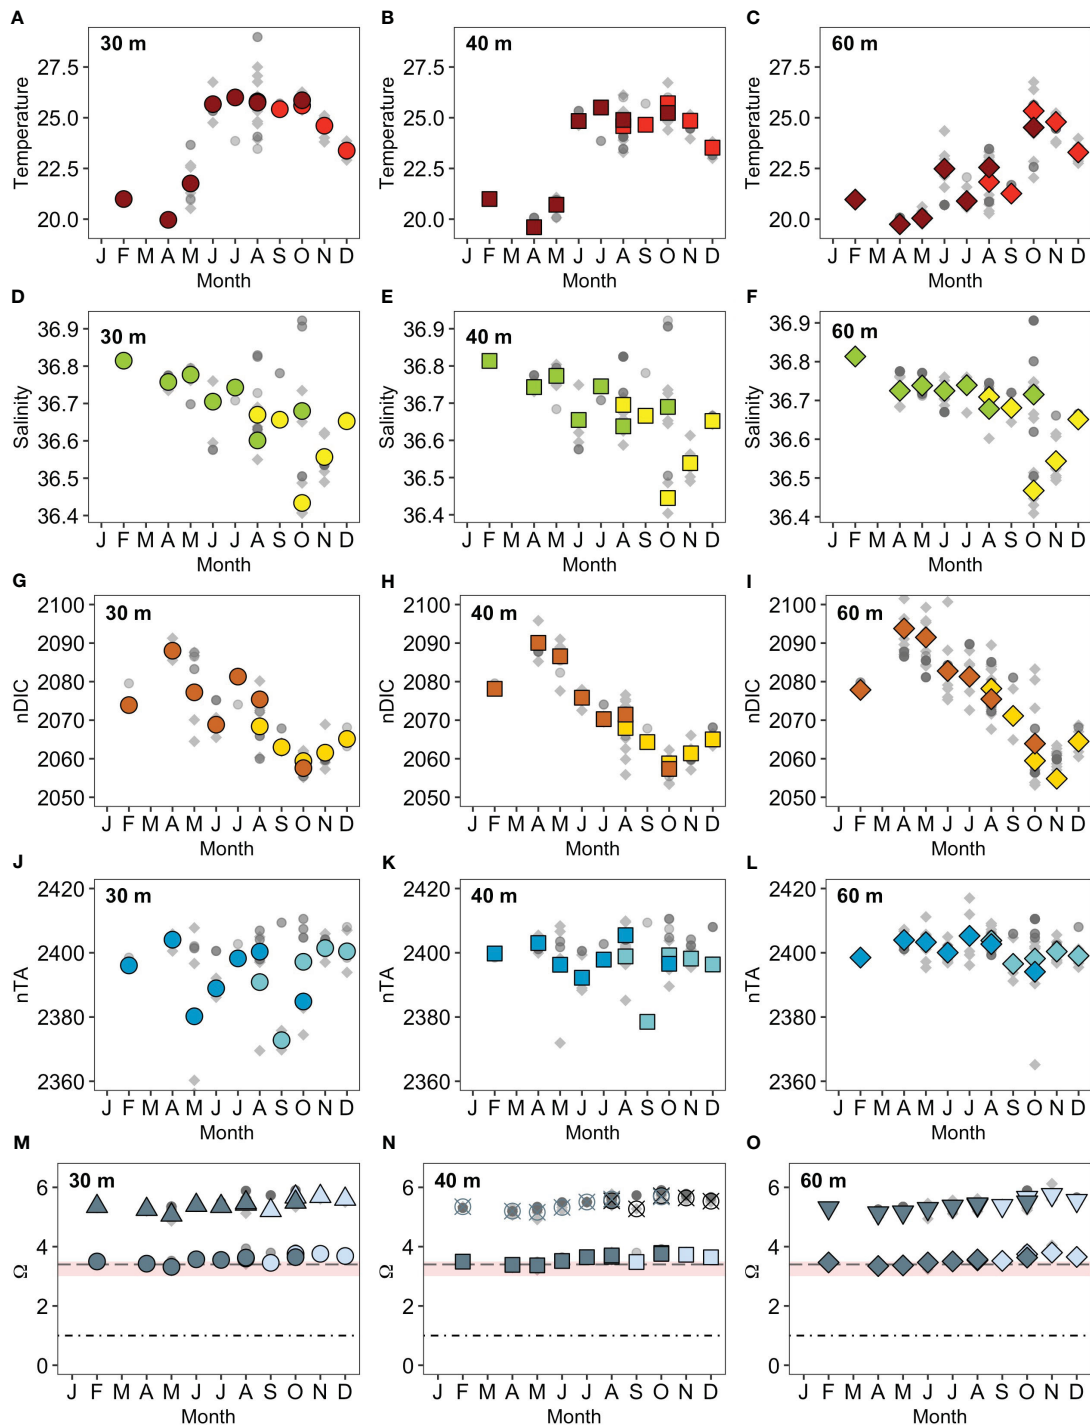 A
B
C
30 m
40 m
60 m
Temperature
Temperature
Temperature
27.5
25.0
22.5
20.0
27.5
25.0
22.5
20.0
27.5
25.0
22.5
20.0
J F M A M J J A S O N D
J F M A M J J A S O N D
J F M A M J J A S O N D
Month
Month
Month
D
E
F
30 m
40 m
60 m
Salinity
Salinity
Salinity
36.9
36.8
36.7
36.6
36.5
36.4
36.9
36.8
36.7
36.6
36.5
36.4
36.9
36.8
36.7
36.6
36.5
36.4
J F M A M J J A S O N D
J F M A M J J A S O N D
J F M A M J J A S O N D
Month
Month
Month
G
H
I
30 m
40 m
60 m
nDIC
nDIC
nDIC
2100
2090
2080
2070
2060
2050
2100
2090
2080
2070
2060
2050
2100
2090
2080
2070
2060
2050
J F M A M J J A S O N D
J F M A M J J A S O N D
J F M A M J J A S O N D
Month
Month
Month
J
K
L
30 m
40 m
60 m
nTA
nTA
nTA
2420
2400
2380
2360
2420
2400
2380
2360
2420
2400
2380
2360
J F M A M J J A S O N D
J F M A M J J A S O N D
J F M A M J J A S O N D
Month
Month
Month
M
N
O
30 m
40 m
60 m
Ω
Ω
Ω
6
4
2
0
6
4
2
0
6
4
2
0
J F M A M J J A S O N D
J F M A M J J A S O N D
J F M A M J J A S O N D
Month
Month
Month